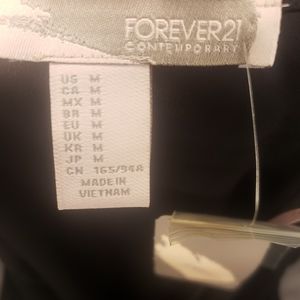 FOREVER21
CONTEMPORARY
US M
CA M
MX M
BR M
EU M
UK M
KR M
JP M
CN 165/94A
MADE IN
VIETNAM